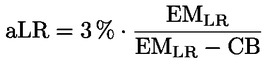 aLR = 3 % · EM_LR / (EM_LR − CB)